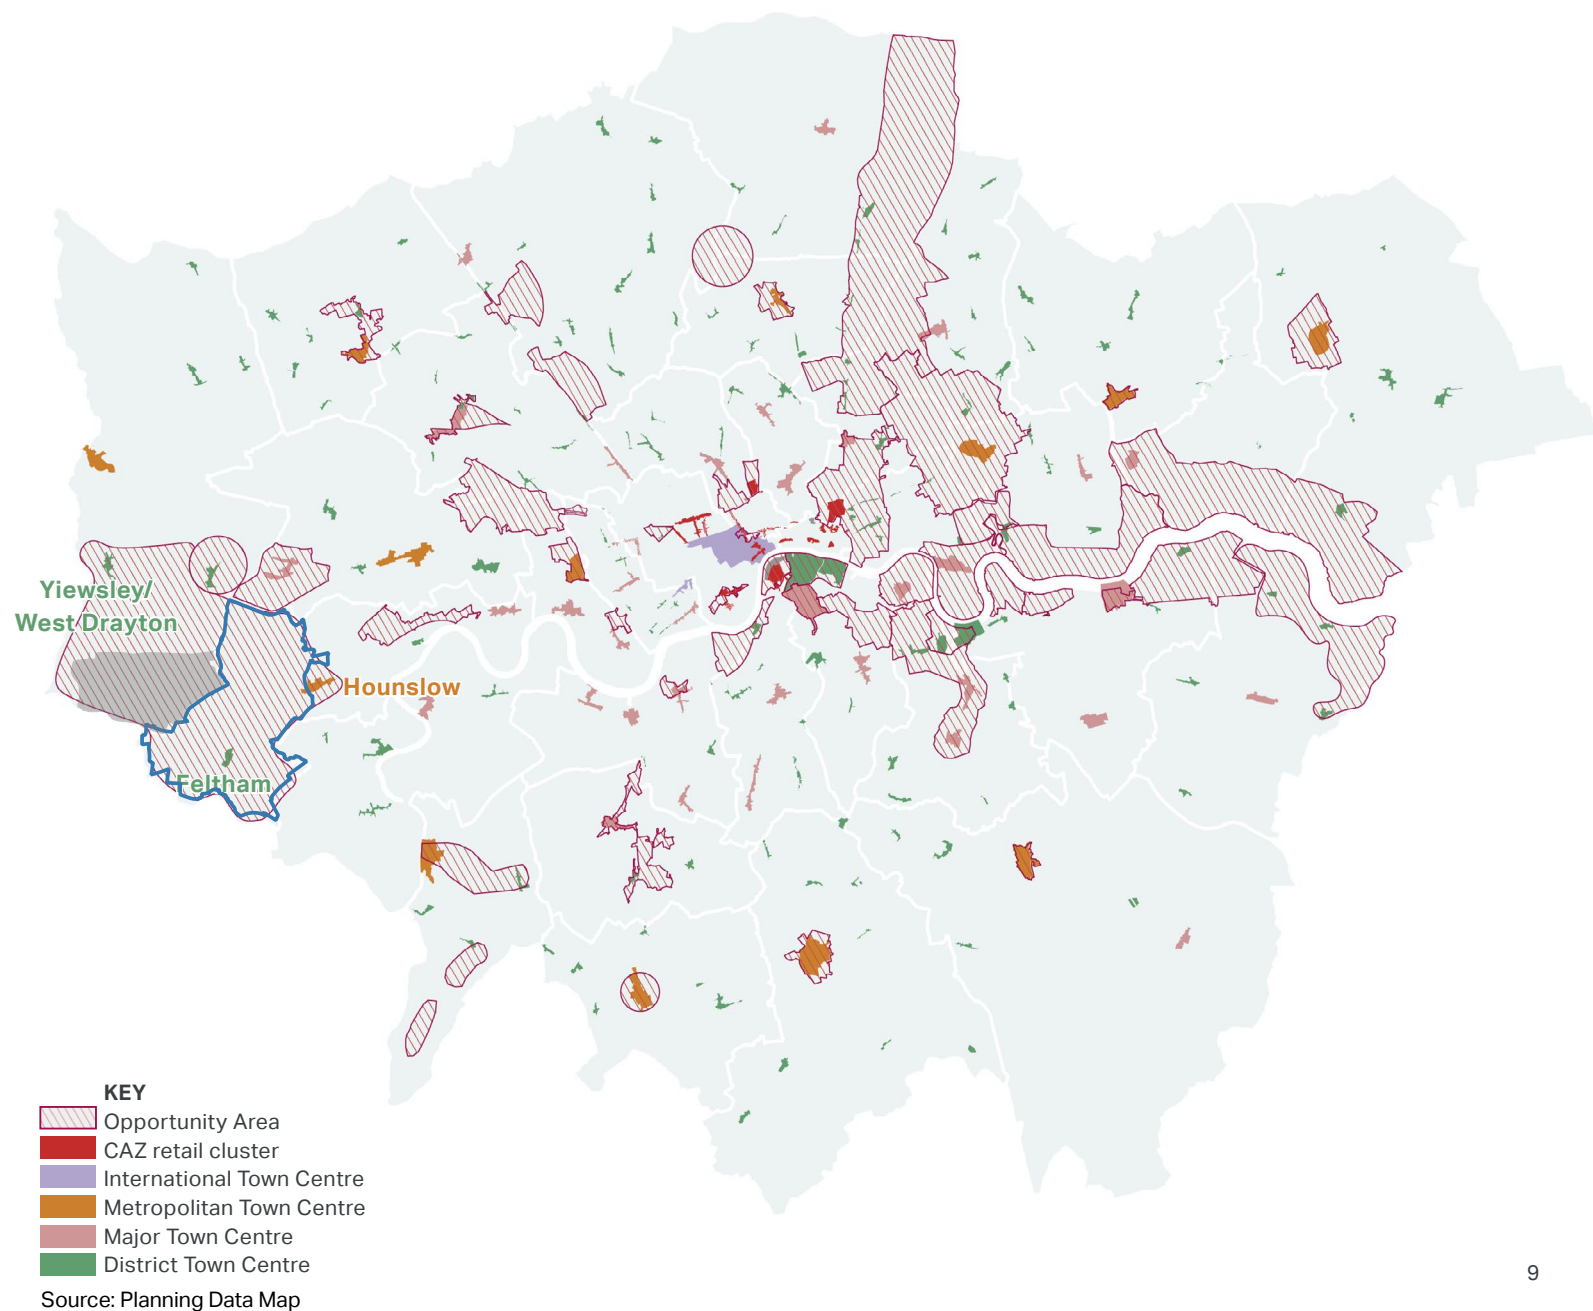 Yiewsley/
West Drayton
Hounslow
Feltham
KEY
Opportunity Area
CAZ retail cluster
International Town Centre
Metropolitan Town Centre
Major Town Centre
District Town Centre
Source: Planning Data Map
9